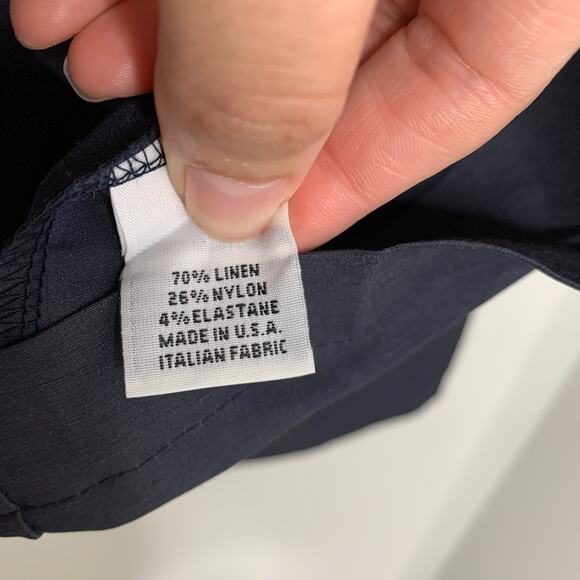 70% LINEN
26% NYLON
4% ELASTANE
MADE IN U.S.A.
ITALIAN FABRIC